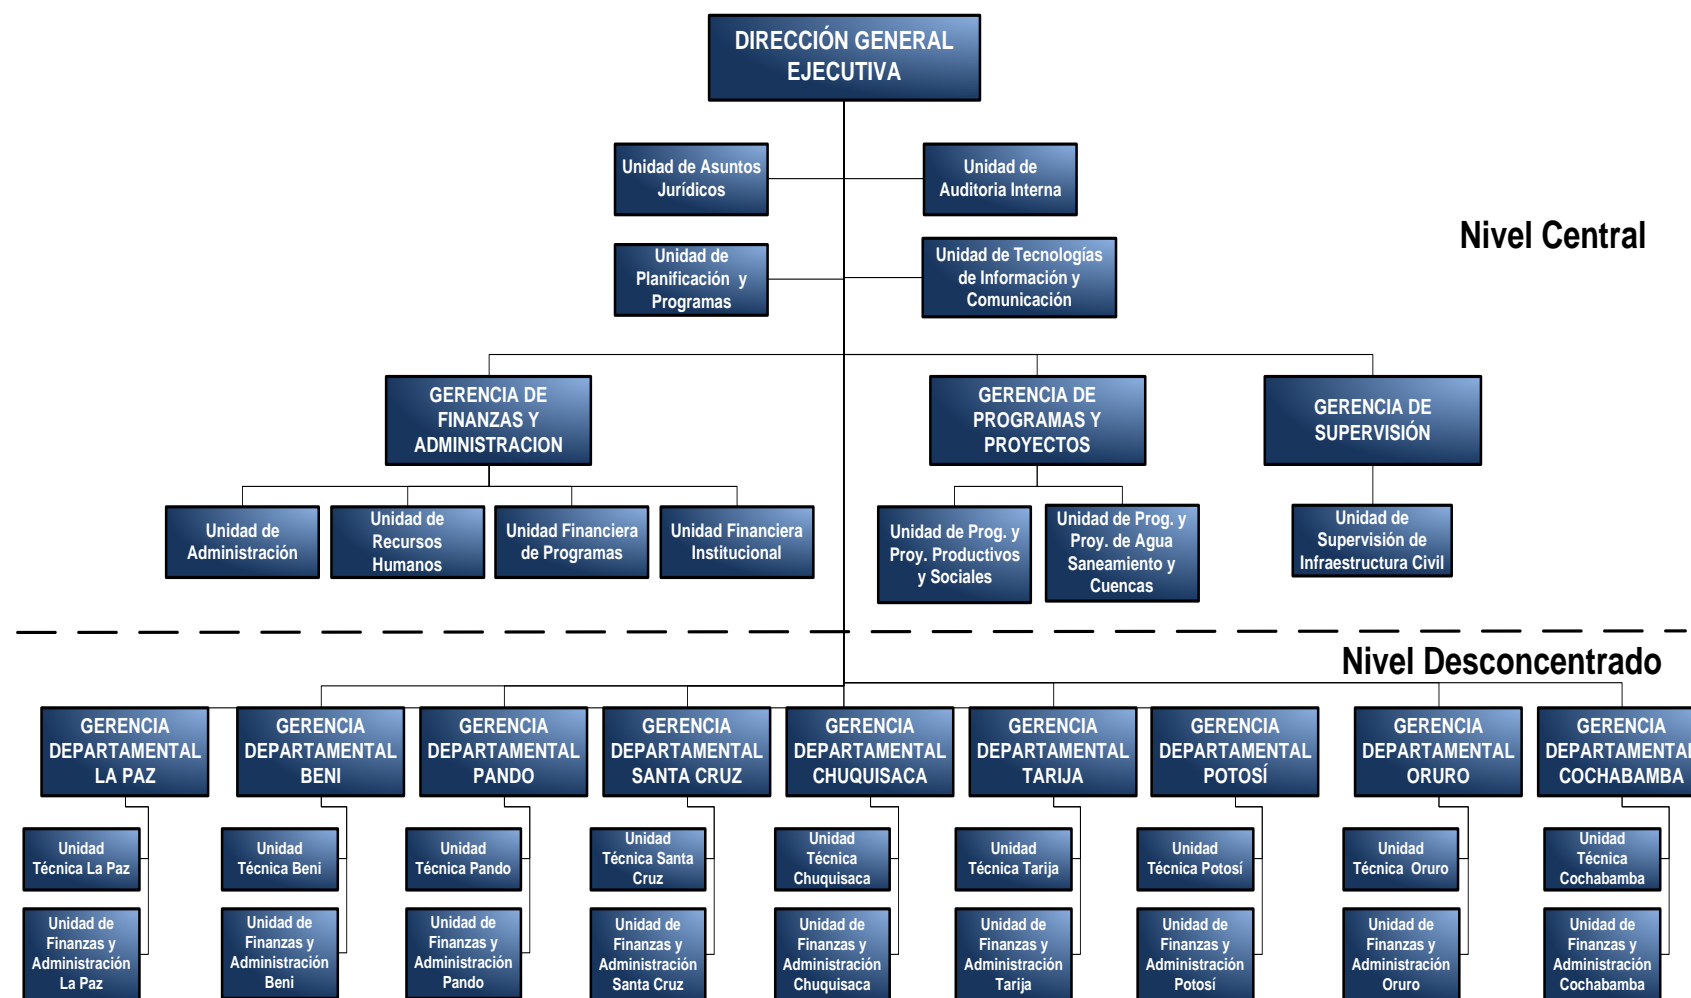 DIRECCIÓN GENERAL
EJECUTIVA
Unidad de Asuntos
Jurídicos
Unidad de
Auditoria Interna
Nivel Central
Unidad de
Planificación y
Programas
Unidad de Tecnologías
de Información y
Comunicación
GERENCIA DE
FINANZAS Y
ADMINISTRACION
GERENCIA DE
PROGRAMAS Y
PROYECTOS
GERENCIA DE
SUPERVISIÓN
Unidad de
Administración
Unidad de
Recursos
Humanos
Unidad Financiera
de Programas
Unidad Financiera
Institucional
Unidad de Prog. y
Proy. Productivos
y Sociales
Unidad de Prog. y
Proy. de Agua
Saneamiento y
Cuencas
Unidad de
Supervisión de
Infraestructura Civil
Nivel Desconcentrado
GERENCIA
DEPARTAMENTAL
LA PAZ
GERENCIA
DEPARTAMENTAL
BENI
GERENCIA
DEPARTAMENTAL
PANDO
GERENCIA
DEPARTAMENTAL
SANTA CRUZ
GERENCIA
DEPARTAMENTAL
CHUQUISACA
GERENCIA
DEPARTAMENTAL
TARIJA
GERENCIA
DEPARTAMENTAL
POTOSÍ
GERENCIA
DEPARTAMENTAL
ORURO
GERENCIA
DEPARTAMENTAL
COCHABAMBA
Unidad
Técnica La Paz
Unidad
Técnica Beni
Unidad
Técnica Pando
Unidad
Técnica Santa
Cruz
Unidad
Técnica
Chuquisaca
Unidad
Técnica Tarija
Unidad
Técnica Potosí
Unidad
Técnica Oruro
Unidad
Técnica
Cochabamba
Unidad de
Finanzas y
Administración
La Paz
Unidad de
Finanzas y
Administración
Beni
Unidad de
Finanzas y
Administración
Pando
Unidad de
Finanzas y
Administración
Santa Cruz
Unidad de
Finanzas y
Administración
Chuquisaca
Unidad de
Finanzas y
Administración
Tarija
Unidad de
Finanzas y
Administración
Potosí
Unidad de
Finanzas y
Administración
Oruro
Unidad de
Finanzas y
Administración
Cochabamba